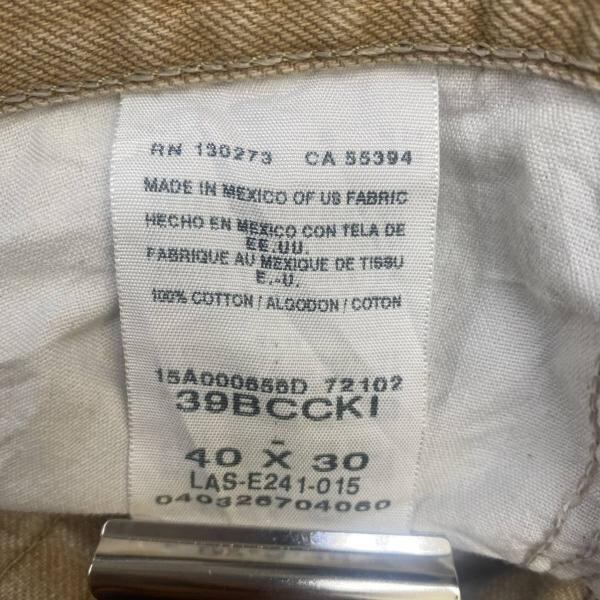 RN 130273 CA 55394
MADE IN MEXICO OF US FABRIC
HECHO EN MEXICO CON TELA DE
EE.UU.
FABRIQUE AU MEXIQUE DE TISSU
E.-U.
100% COTTON / ALGODON / COTON
15A000658D 72102
39BCCKI
-
40 X 30
LAS-E241-015
040326704060